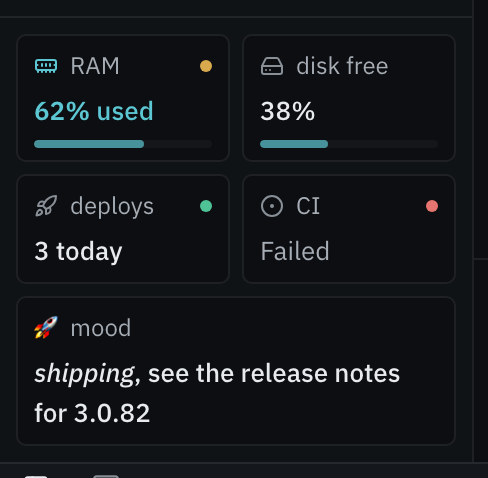 RAM
62% used
disk free
38%
deploys
3 today
CI
Failed
mood
shipping, see the release notes
for 3.0.82